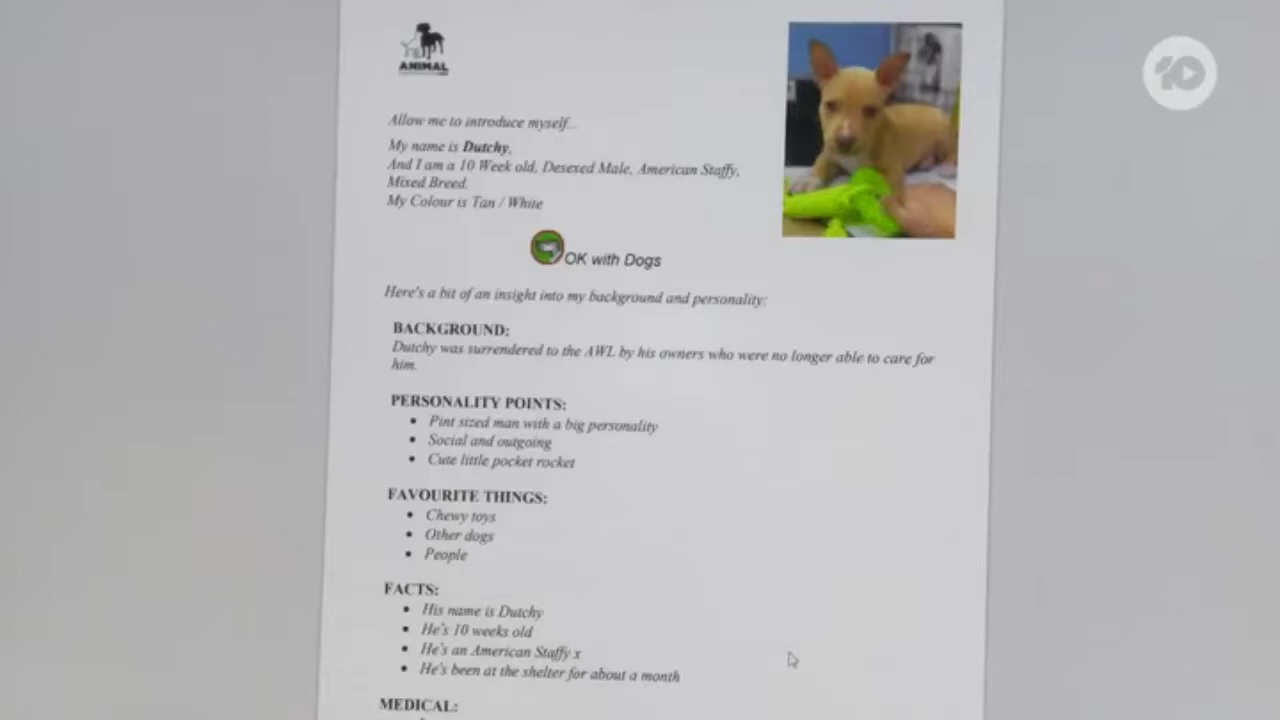 ANIMAL
10
Allow me to introduce myself...
My name is Dutchy,
And I am a 10 Week old, Desexed Male, American Staffy,
Mixed Breed.
My Colour is Tan / White
OK with Dogs
Here's a bit of an insight into my background and personality:
BACKGROUND:
Dutchy was surrendered to the AWL by his owners who were no longer able to care for
him.
PERSONALITY POINTS:
• Pint sized man with a big personality
• Social and outgoing
• Cute little pocket rocket
FAVOURITE THINGS:
• Chewy toys
• Other dogs
• People
FACTS:
• His name is Dutchy
• He's 10 weeks old
• He's an American Staffy x
• He's been at the shelter for about a month
MEDICAL: